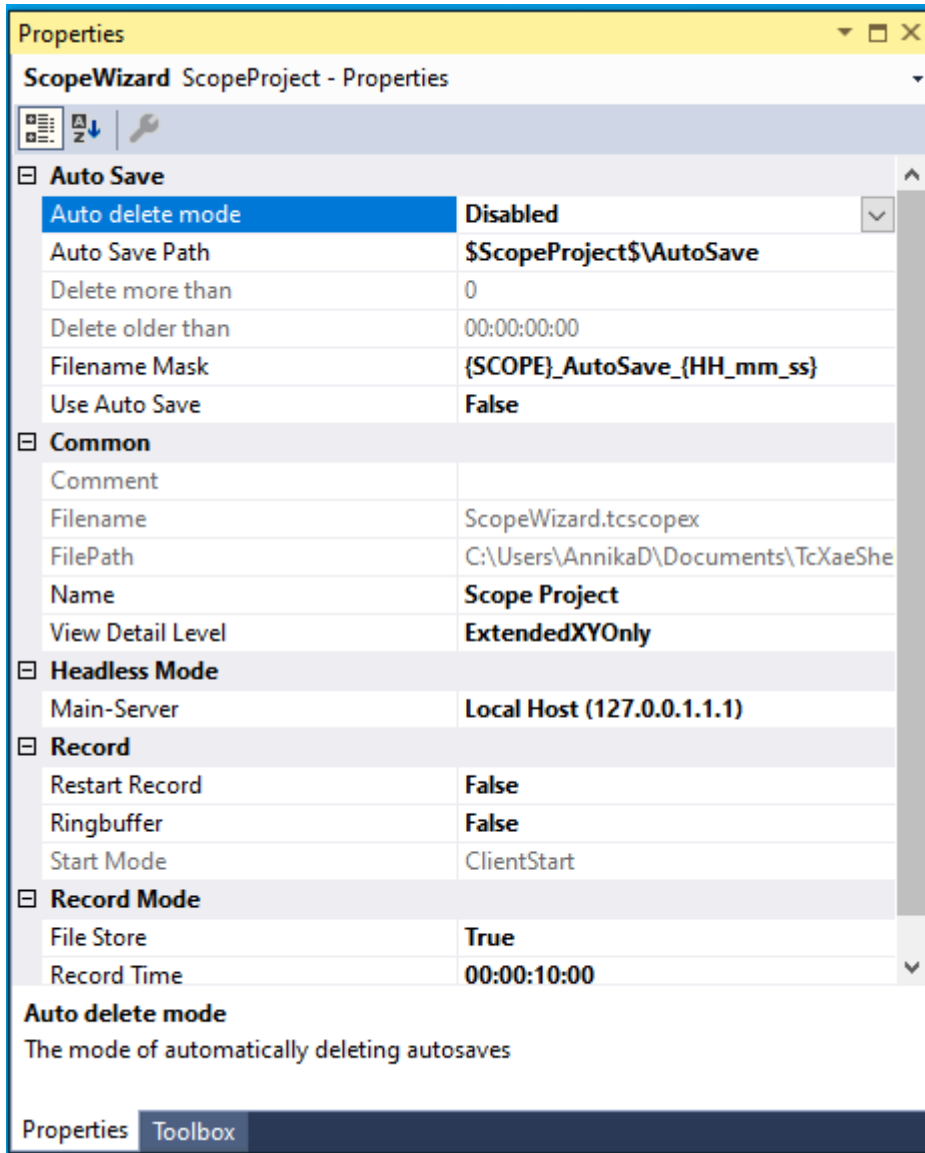 Properties
ScopeWizard ScopeProject - Properties
Auto Save
Auto delete mode Disabled
Auto Save Path $ScopeProject$\AutoSave
Delete more than 0
Delete older than 00:00:00:00
Filename Mask {SCOPE}_AutoSave_{HH_mm_ss}
Use Auto Save False
Common
Comment
Filename ScopeWizard.tcscopex
FilePath C:\Users\AnnikaD\Documents\TcXaeShe
Name Scope Project
View Detail Level ExtendedXYOnly
Headless Mode
Main-Server Local Host (127.0.0.1.1.1)
Record
Restart Record False
Ringbuffer False
Start Mode ClientStart
Record Mode
File Store True
Record Time 00:00:10:00
Auto delete mode
The mode of automatically deleting autosaves
Properties Toolbox